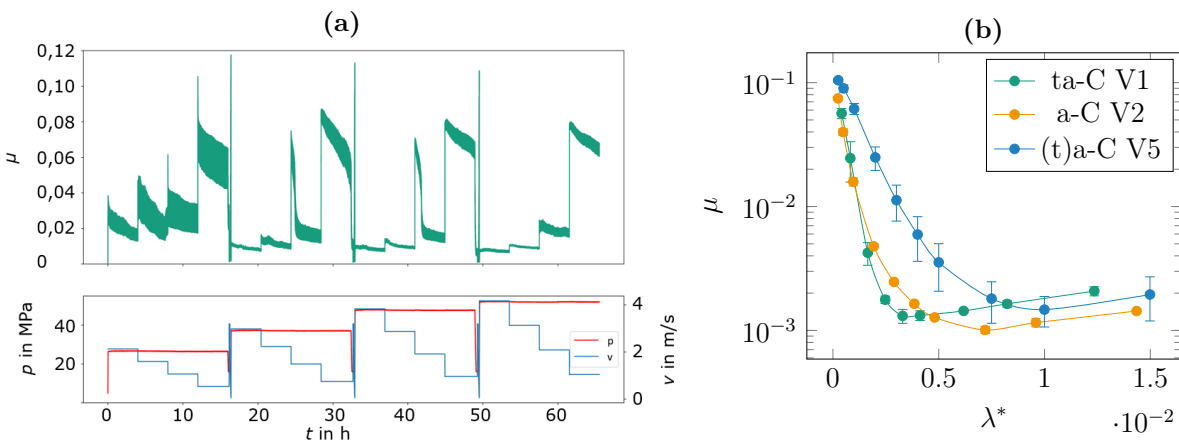 (a)
0,12
0,10
0,08
0,06
0,04
0,02
0
μ
40
20
p in MPa
p
v
4
2
0
v in m/s
0 10 20 30 40 50 60
t in h
(b)
ta-C V1
a-C V2
(t)a-C V5
10⁻¹
10⁻²
10⁻³
μ
0 0.5 1 1.5
λ*
·10⁻²